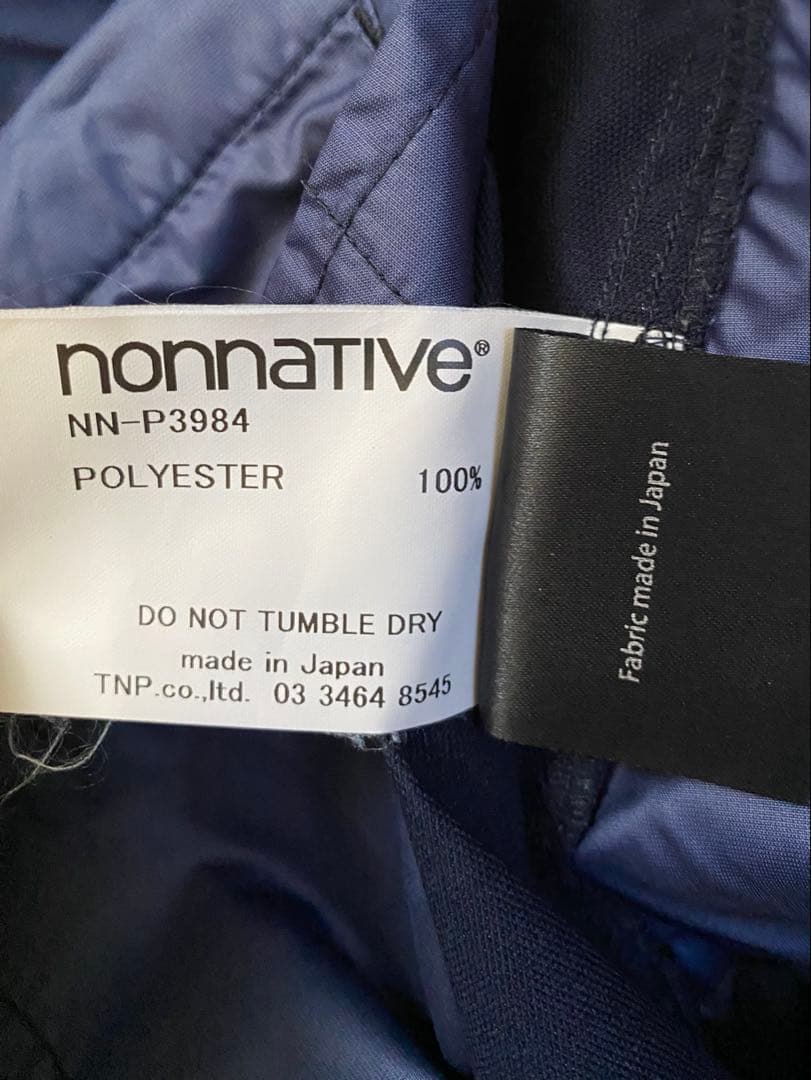 nonnative®
NN-P3984
POLYESTER 100%
DO NOT TUMBLE DRY
made in Japan
TNP.co.,ltd. 03 3464 8545
Fabric made in Japan